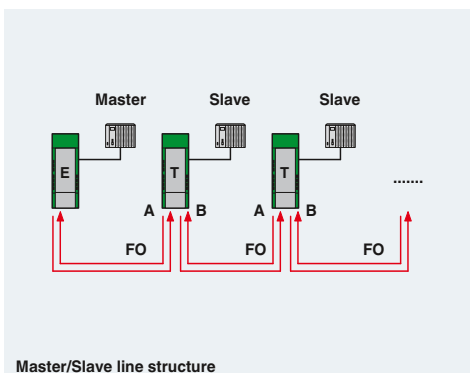 Master Slave Slave
E T T
.......
A B A B
FO FO FO
Master/Slave line structure